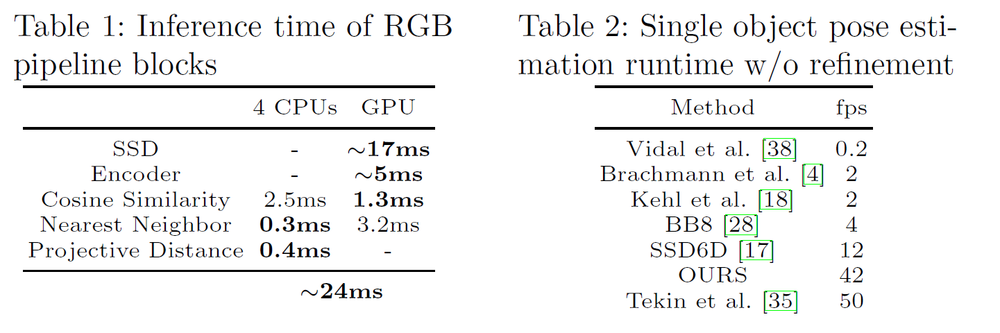 Table 1: Inference time of RGB
pipeline blocks
4 CPUs GPU
SSD - ~17ms
Encoder - ~5ms
Cosine Similarity 2.5ms 1.3ms
Nearest Neighbor 0.3ms 3.2ms
Projective Distance 0.4ms -
~24ms
Table 2: Single object pose esti-
mation runtime w/o refinement
Method fps
Vidal et al. [38] 0.2
Brachmann et al. [4] 2
Kehl et al. [18] 2
BB8 [28] 4
SSD6D [17] 12
OURS 42
Tekin et al. [35] 50